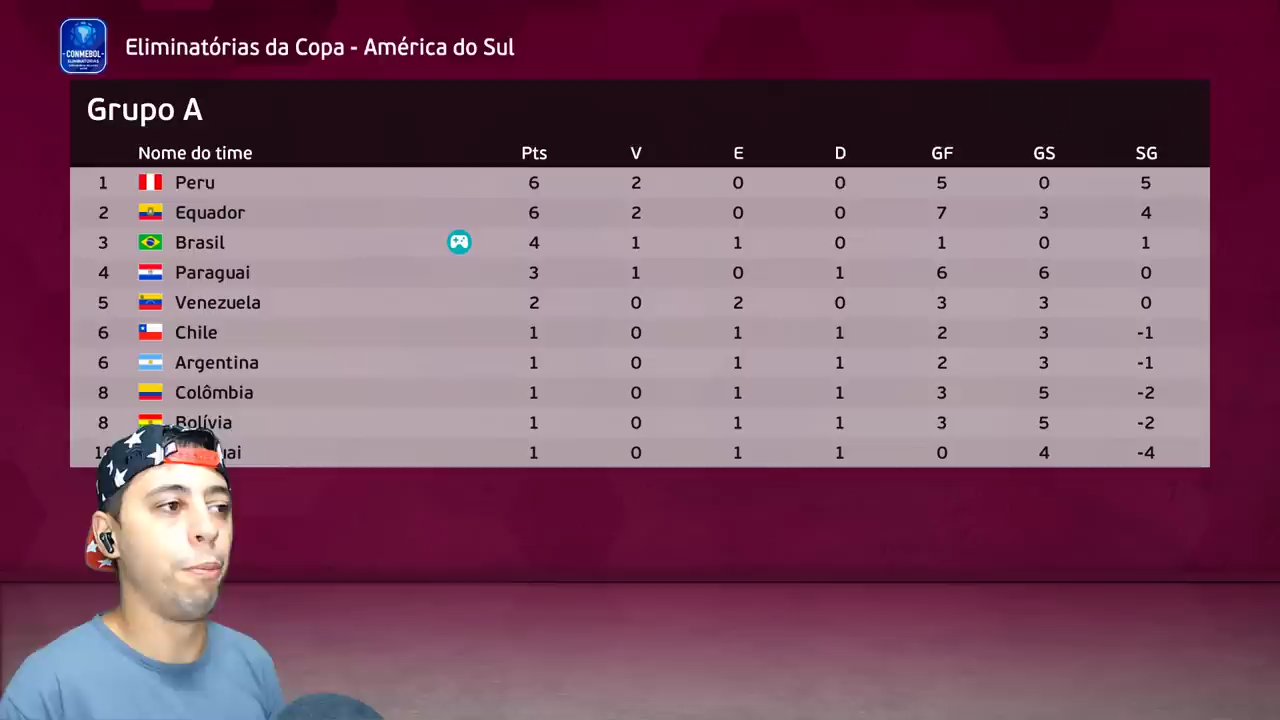 CONMEBOL
ELIMINATÓRIAS
Eliminatórias da Copa - América do Sul
Grupo A
Nome do time Pts V E D GF GS SG
1 Peru 6 2 0 0 5 0 5
2 Equador 6 2 0 0 7 3 4
3 Brasil 4 1 1 0 1 0 1
4 Paraguai 3 1 0 1 6 6 0
5 Venezuela 2 0 2 0 3 3 0
6 Chile 1 0 1 1 2 3 -1
6 Argentina 1 0 1 1 2 3 -1
8 Colômbia 1 0 1 1 3 5 -2
8 Bolívia 1 0 1 1 3 5 -2
1 0 1 1 0 4 -4